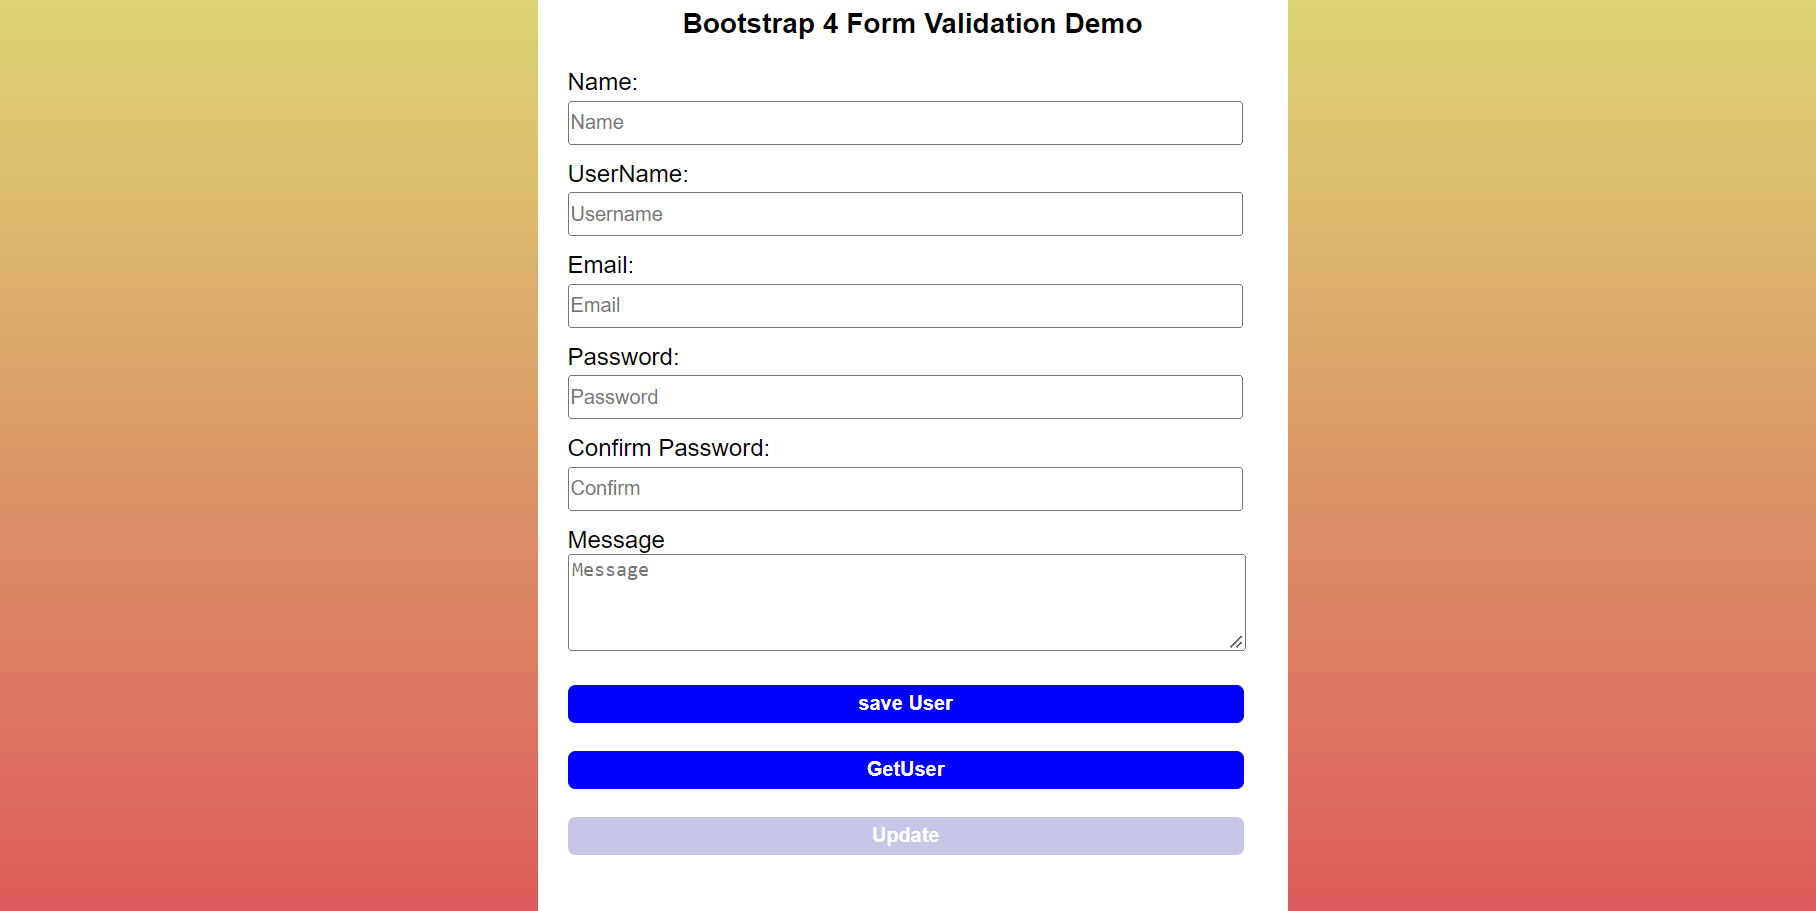 Bootstrap 4 Form Validation Demo
Name:
Name
UserName:
Username
Email:
Email
Password:
Password
Confirm Password:
Confirm
Message
Message
save User
GetUser
Update